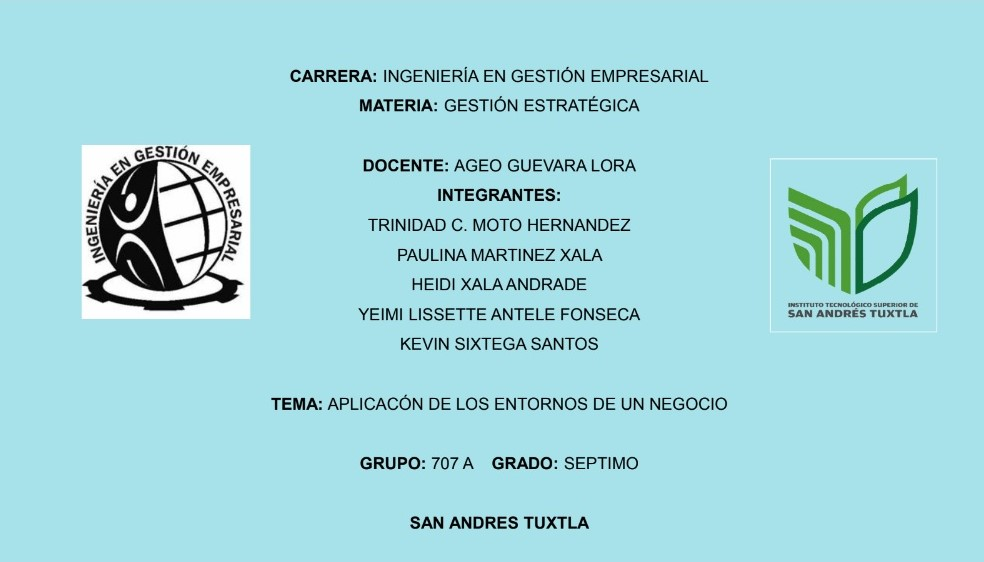 CARRERA: INGENIERÍA EN GESTIÓN EMPRESARIAL
MATERIA: GESTIÓN ESTRATÉGICA
INGENIERÍA EN GESTIÓN EMPRESARIAL
DOCENTE: AGEO GUEVARA LORA
INTEGRANTES:
TRINIDAD C. MOTO HERNANDEZ
PAULINA MARTINEZ XALA
HEIDI XALA ANDRADE
YEIMI LISSETTE ANTELE FONSECA
KEVIN SIXTEGA SANTOS
INSTITUTO TECNOLÓGICO SUPERIOR DE
SAN ANDRÉS TUXTLA
TEMA: APLICACÓN DE LOS ENTORNOS DE UN NEGOCIO
GRUPO: 707 A GRADO: SEPTIMO
SAN ANDRES TUXTLA